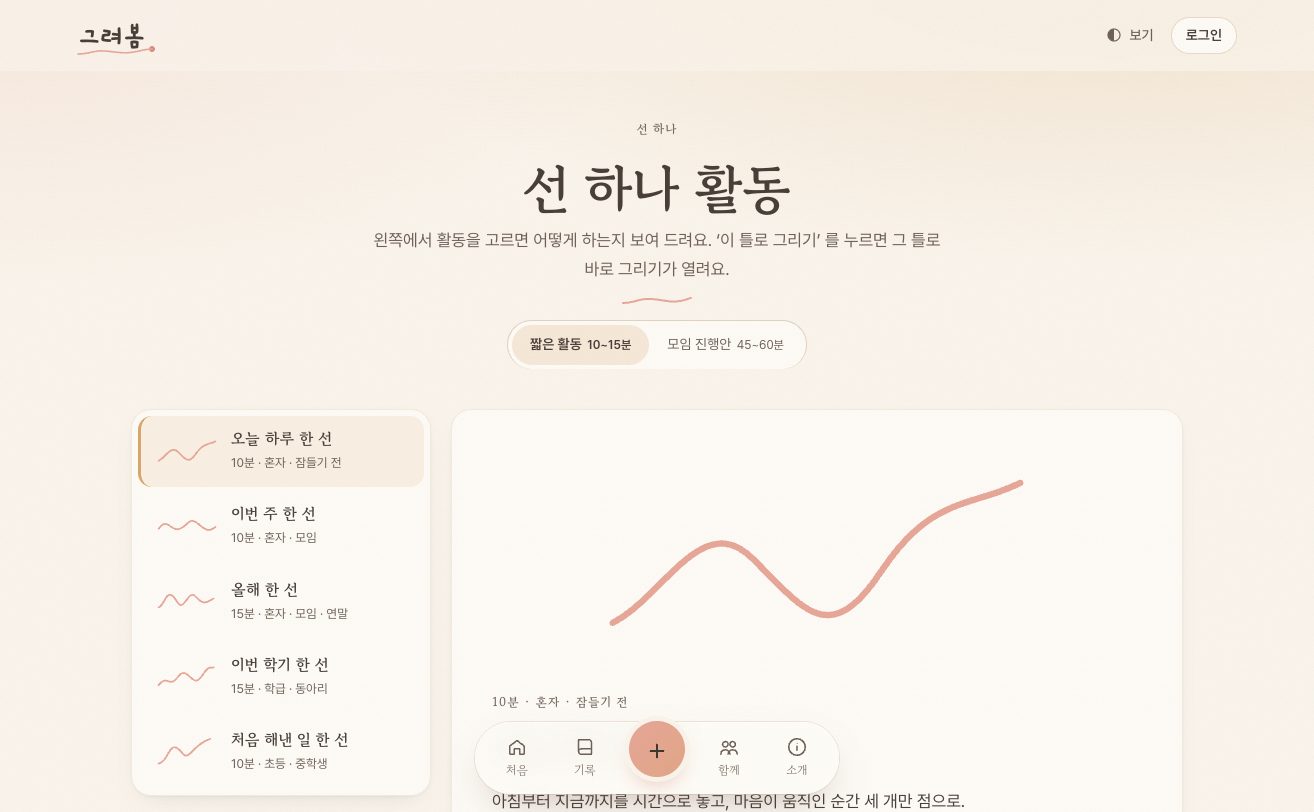 그려봄
보기
로그인
선 하나
선 하나 활동
왼쪽에서 활동을 고르면 어떻게 하는지 보여 드려요. ‘이 틀로 그리기’ 를 누르면 그 틀로
바로 그리기가 열려요.
짧은 활동 10~15분
모임 진행안 45~60분
오늘 하루 한 선
10분 · 혼자 · 잠들기 전
이번 주 한 선
10분 · 혼자 · 모임
올해 한 선
15분 · 혼자 · 모임 · 연말
이번 학기 한 선
15분 · 학급 · 동아리
처음 해낸 일 한 선
10분 · 초등 · 중학생
10분 · 혼자 · 잠들기 전
처음
기록
+
함께
소개
아침부터 지금까지를 시간으로 놓고, 마음이 움직인 순간 세 개만 점으로.